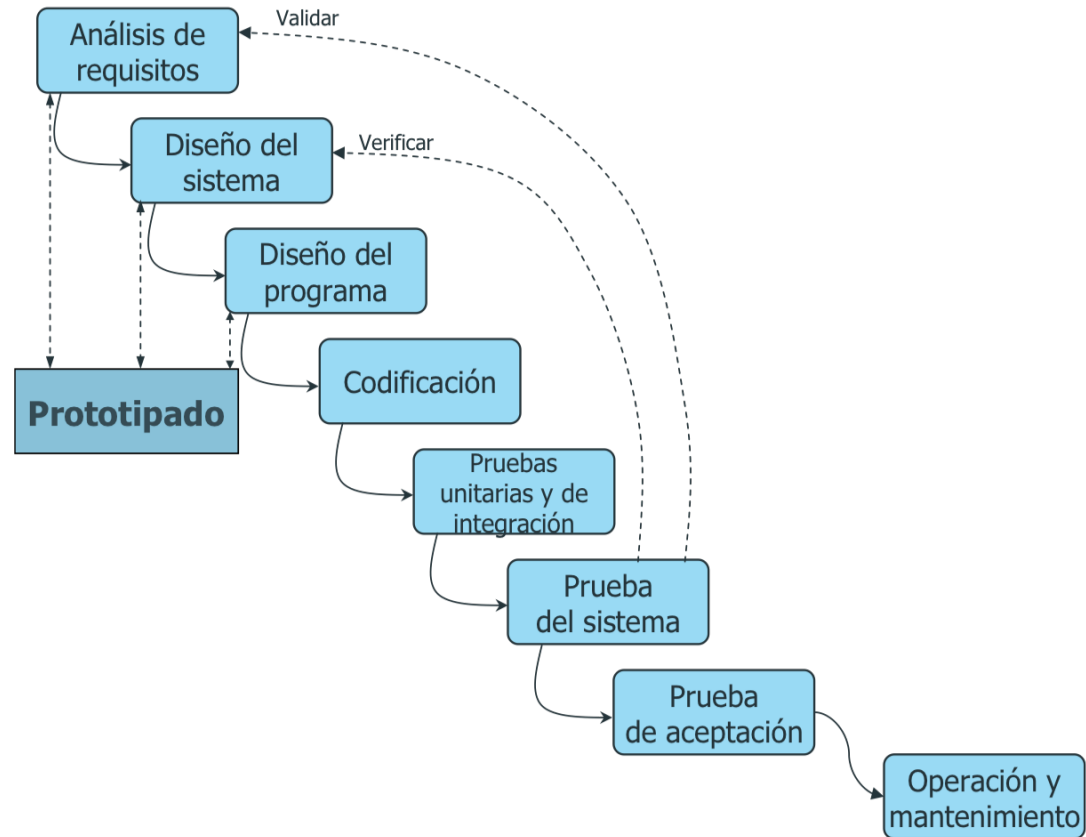 Validar
Análisis de
requisitos
Verificar
Diseño del
sistema
Diseño del
programa
Codificación
Prototipado
Pruebas
unitarias y de
integración
Prueba
del sistema
Prueba
de aceptación
Operación y
mantenimiento